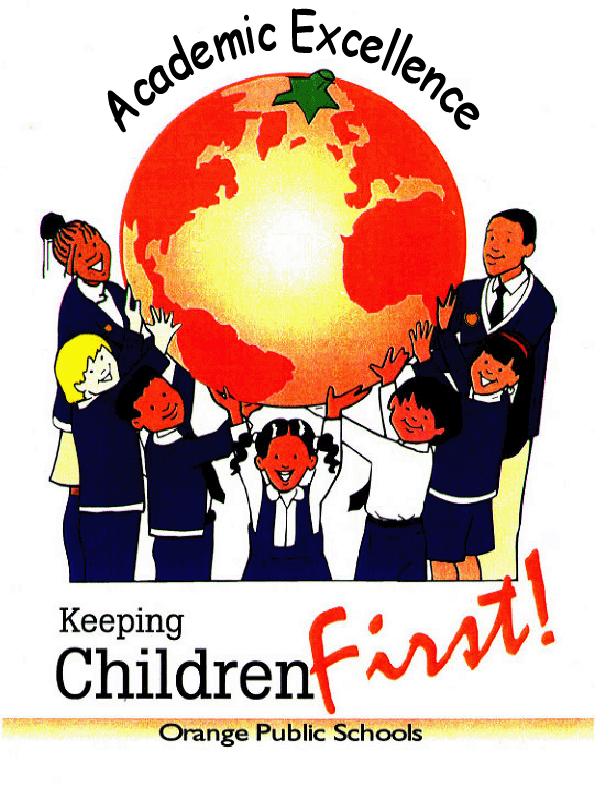 Academic Excellence
Keeping
Children First!
Orange Public Schools